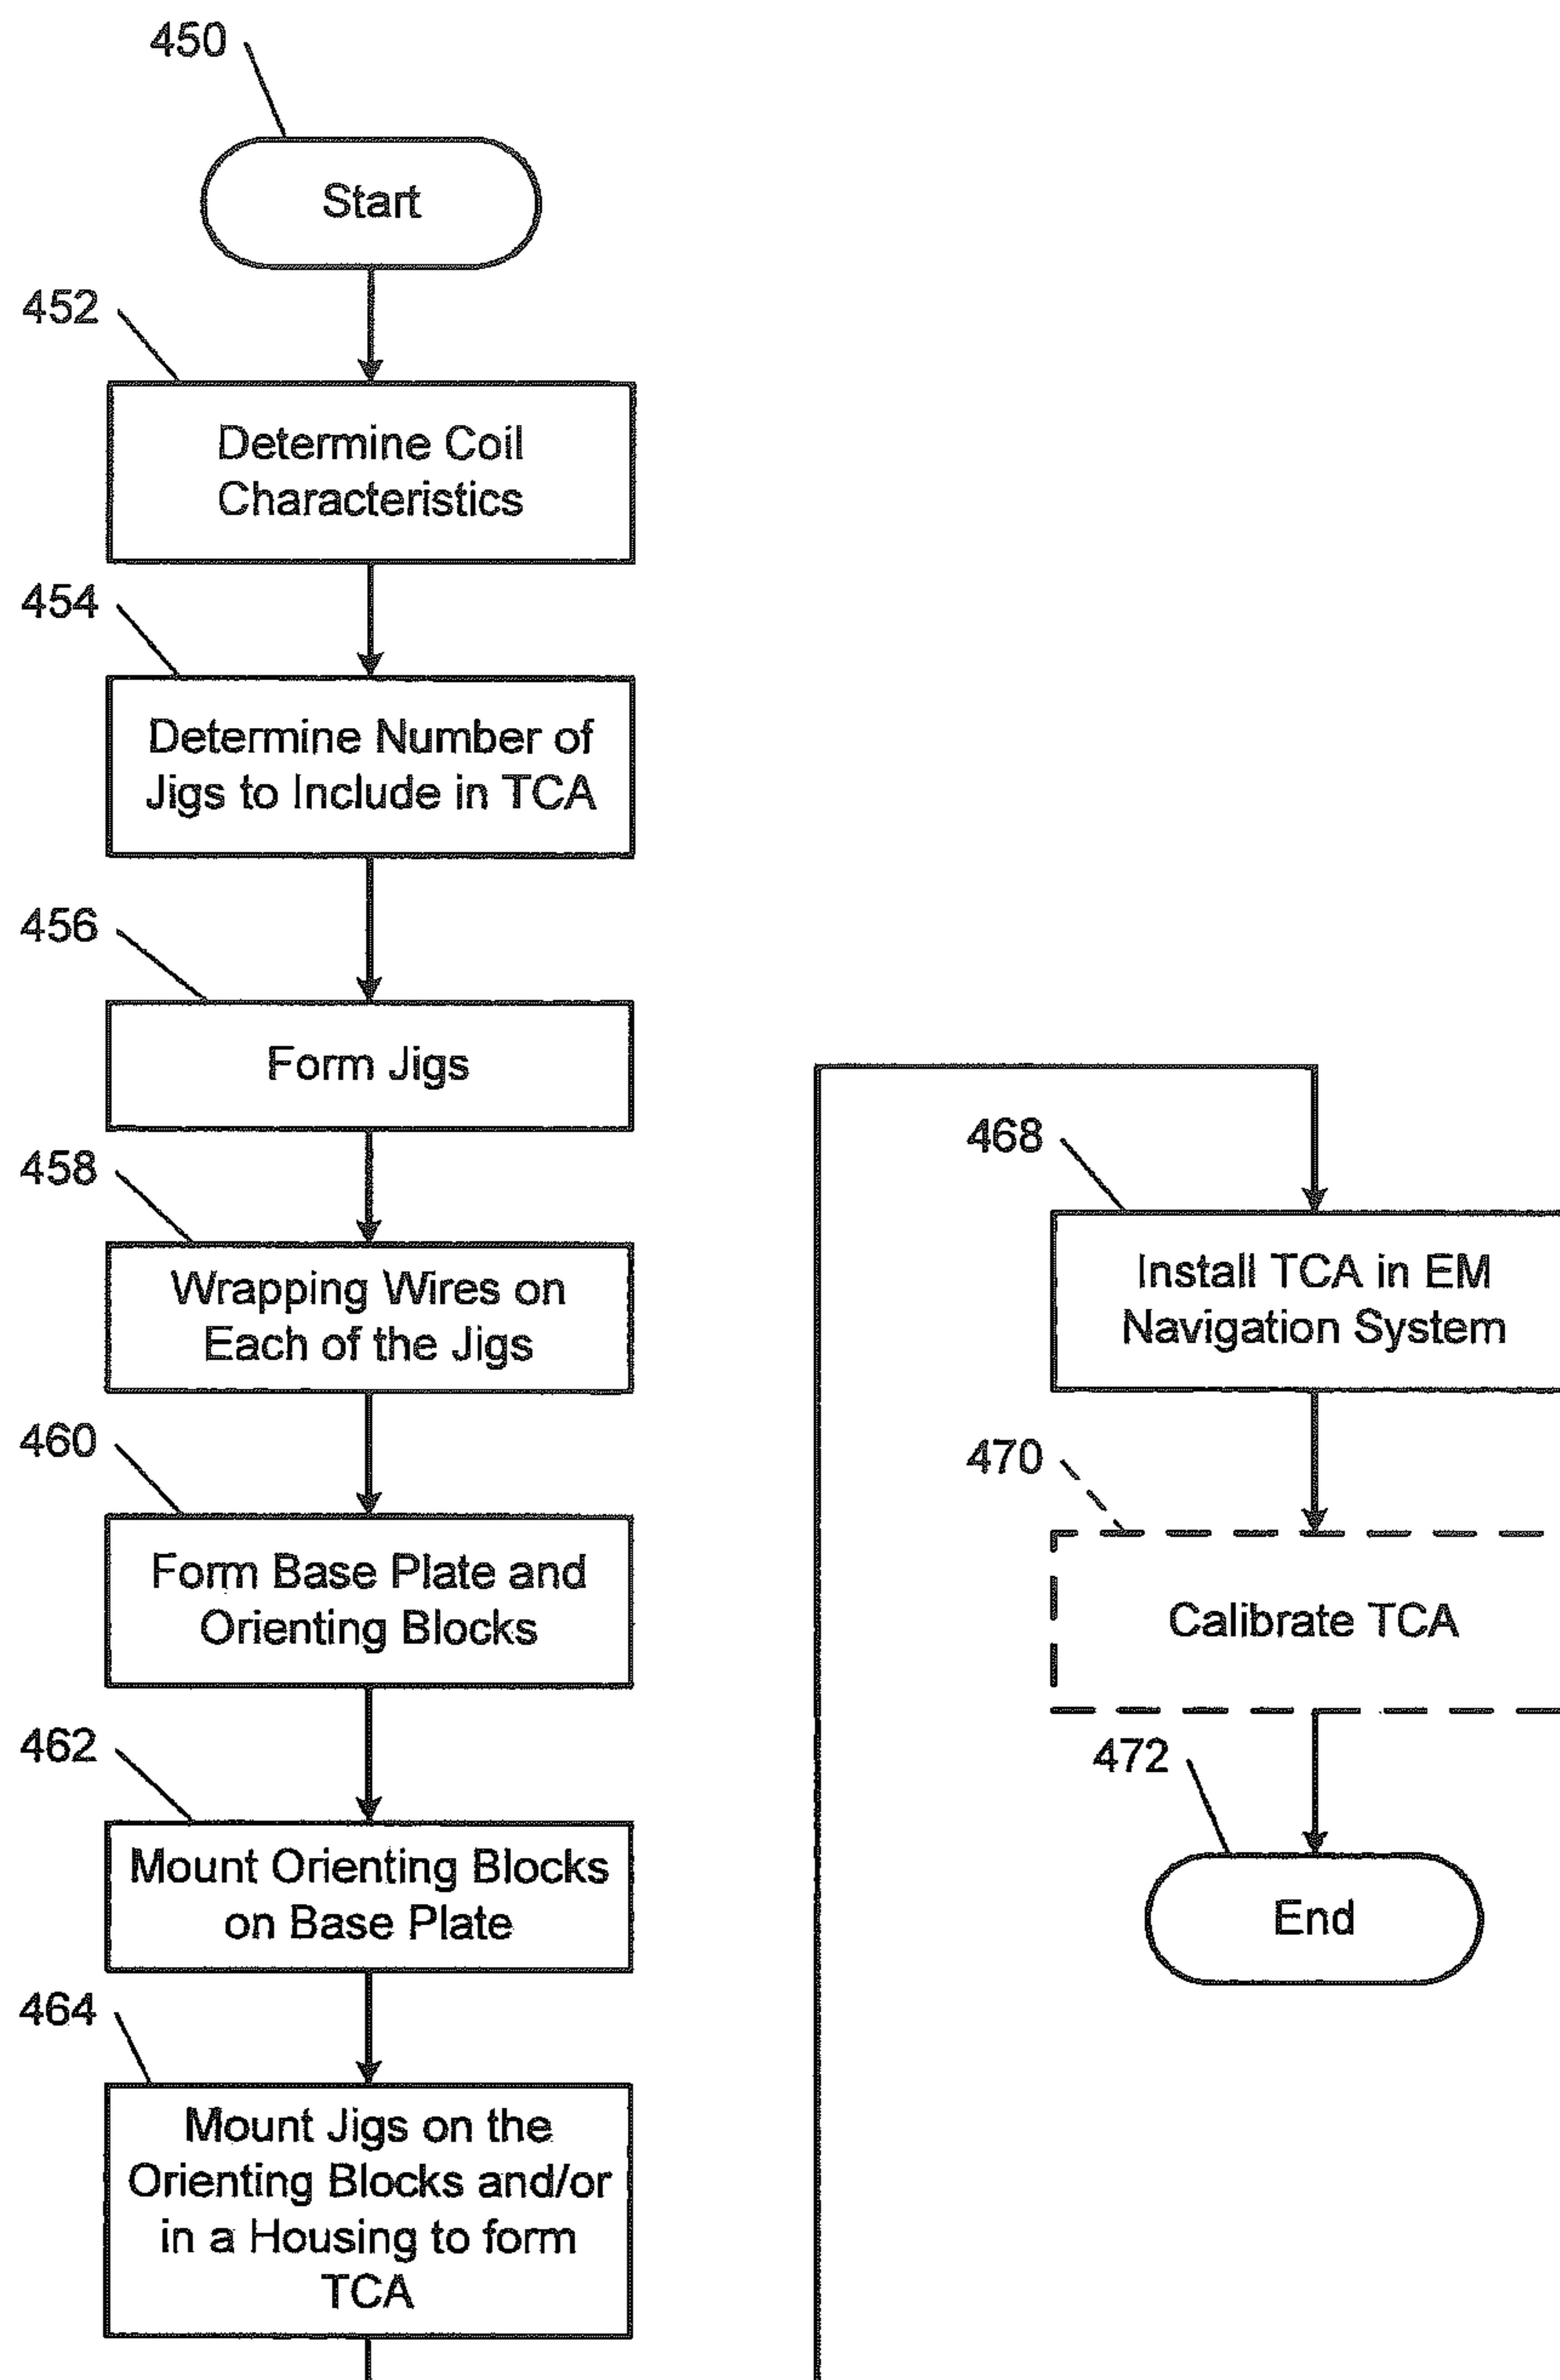 450
Start
452
Determine Coil
Characteristics
454
Determine Number of
Jigs to Include in TCA
456
Form Jigs
458
Wrapping Wires on
Each of the Jigs
460
Form Base Plate and
Orienting Blocks
462
Mount Orienting Blocks
on Base Plate
464
Mount Jigs on the
Orienting Blocks and/or
in a Housing to form
TCA
468
Install TCA in EM
Navigation System
470
Calibrate TCA
472
End